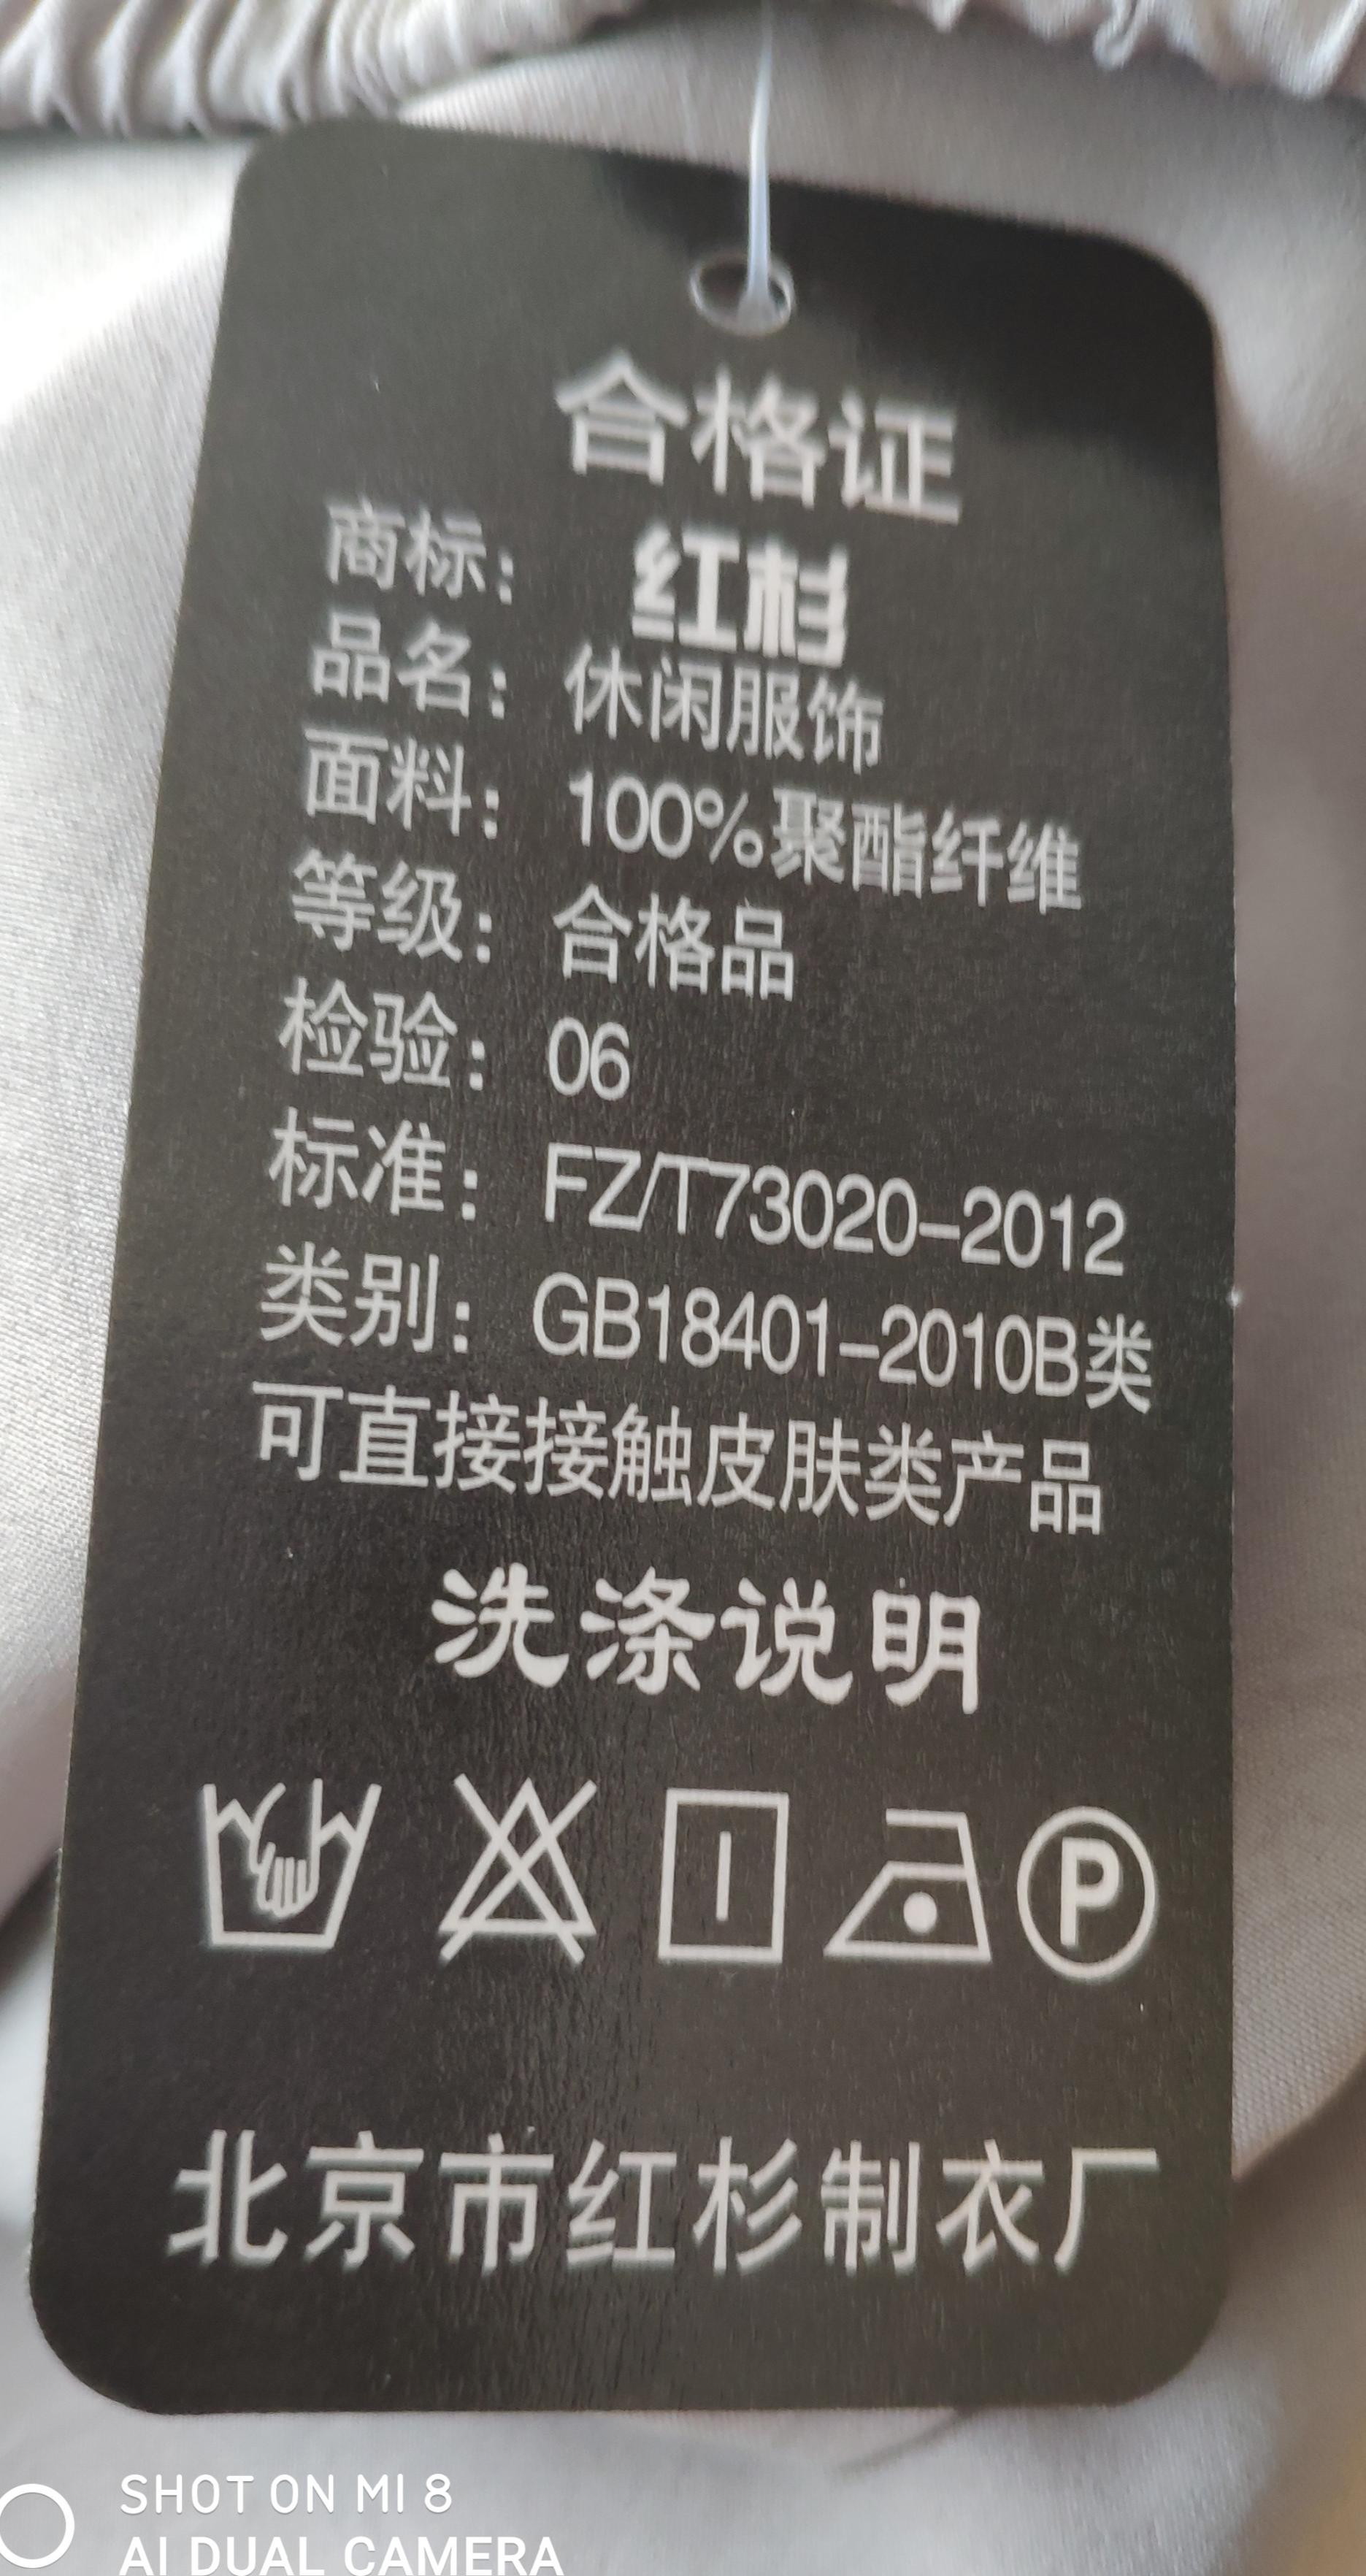 合格证
商标： 红杉
品名： 休闲服饰
面料： 100%聚酯纤维
等级： 合格品
检验： 06
标准： FZ/T73020-2012
类别： GB18401-2010B类
可直接接触皮肤类产品
洗涤说明
P
北京市红杉制衣厂
SHOT ON MI 8
AI DUAL CAMERA